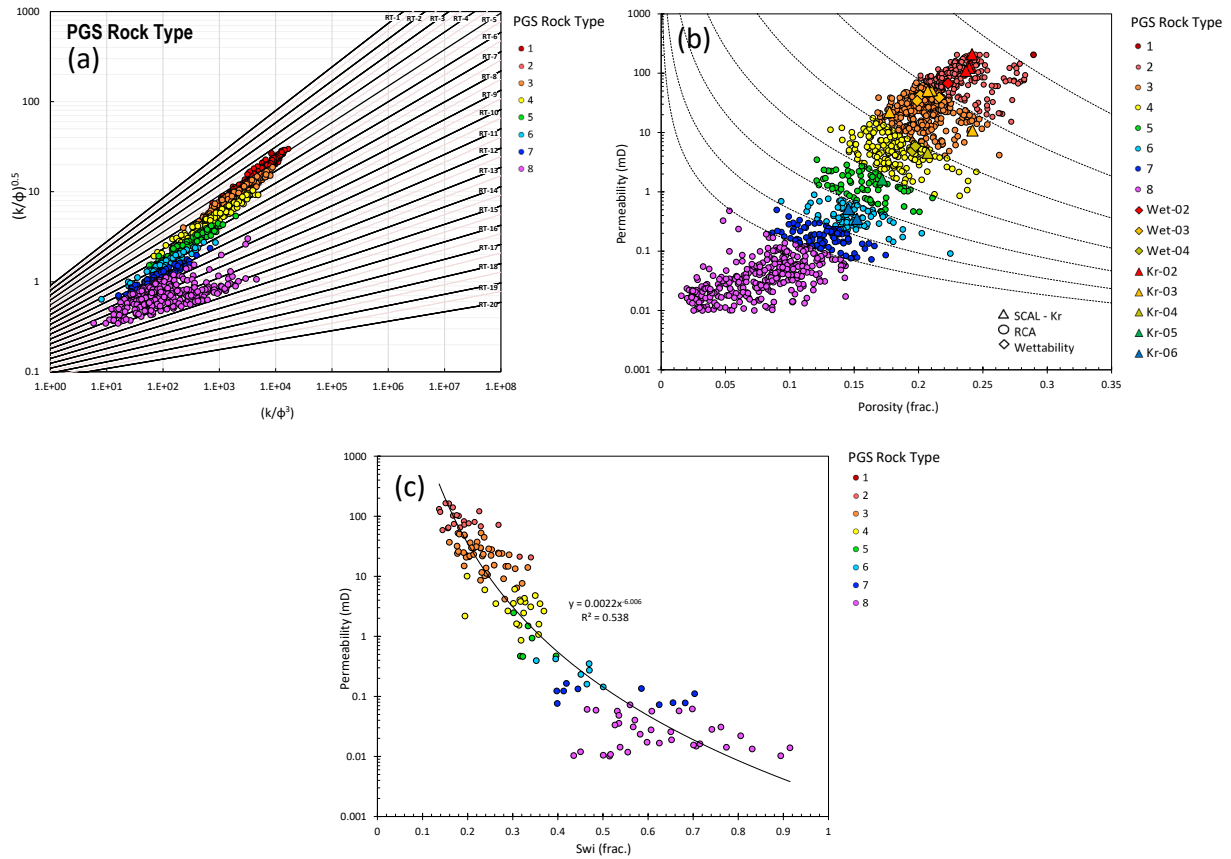 PGS Rock Type
(a)
RT-1
RT-2
RT-3
RT-4
RT-5
RT-6
RT-7
RT-8
RT-9
RT-10
RT-11
RT-12
RT-13
RT-14
RT-15
RT-16
RT-17
RT-18
RT-19
RT-20
1000
100
10
1
0.1
(k/ϕ)0.5
1.E+00 1.E+01 1.E+02 1.E+03 1.E+04 1.E+05 1.E+06 1.E+07 1.E+08
(k/ϕ³)
PGS Rock Type
1
2
3
4
5
6
7
8
(b)
1000
100
10
1
0.1
0.01
0.001
Permeability (mD)
0 0.05 0.1 0.15 0.2 0.25 0.3 0.35
Porosity (frac.)
SCAL - Kr
RCA
Wettability
PGS Rock Type
1
2
3
4
5
6
7
8
Wet-02
Wet-03
Wet-04
Kr-02
Kr-03
Kr-04
Kr-05
Kr-06
(c)
1000
100
10
1
0.1
0.01
0.001
Permeability (mD)
y = 0.0022x-6.006
R² = 0.538
0 0.1 0.2 0.3 0.4 0.5 0.6 0.7 0.8 0.9 1
Swi (frac.)
PGS Rock Type
1
2
3
4
5
6
7
8